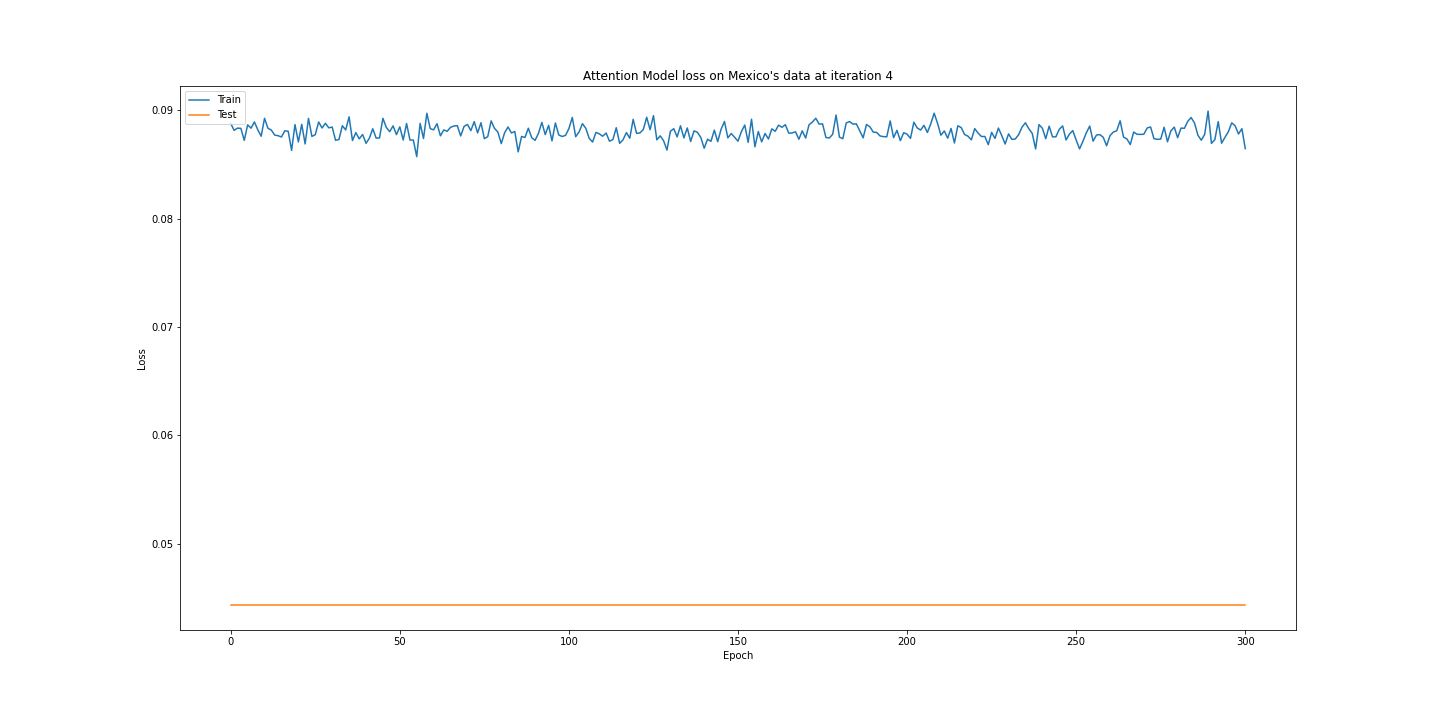 Attention Model loss on Mexico's data at iteration 4
Train
Test
0.09
0.08
0.07
0.06
0.05
Loss
0 50 100 150 200 250 300
Epoch